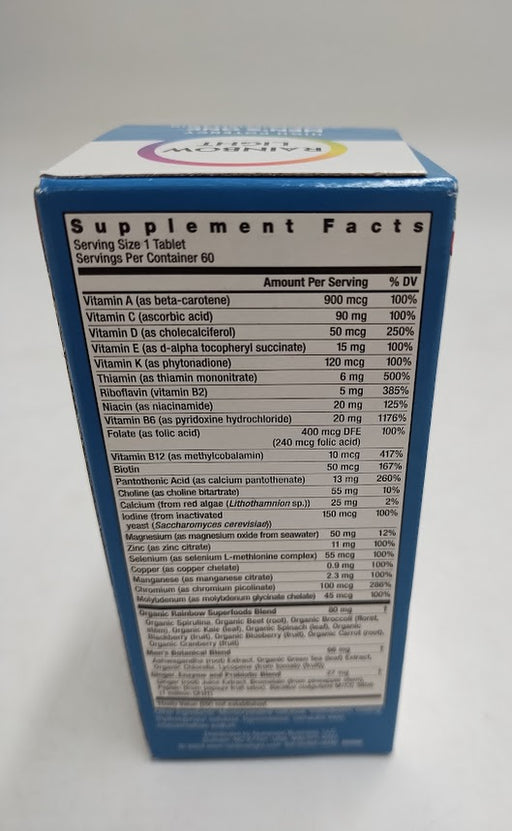 RAINBOW
LIGHT
Supplement Facts
Serving Size 1 Tablet
Servings Per Container 60
Amount Per Serving % DV
Vitamin A (as beta-carotene) 900 mcg 100%
Vitamin C (ascorbic acid) 90 mg 100%
Vitamin D (as cholecalciferol) 50 mcg 250%
Vitamin E (as d-alpha tocopheryl succinate) 15 mg 100%
Vitamin K (as phytonadione) 120 mcg 100%
Thiamin (as thiamin mononitrate) 6 mg 500%
Riboflavin (vitamin B2) 5 mg 385%
Niacin (as niacinamide) 20 mg 125%
Vitamin B6 (as pyridoxine hydrochloride) 20 mg 1176%
Folate (as folic acid) 400 mcg DFE 100%
(240 mcg folic acid)
Vitamin B12 (as methylcobalamin) 10 mcg 417%
Biotin 50 mcg 167%
Pantothenic Acid (as calcium pantothenate) 13 mg 260%
Choline (as choline bitartrate) 55 mg 10%
Calcium (from red algae (Lithothamnion sp.)) 25 mg 2%
Iodine (from inactivated 150 mcg 100%
yeast (Saccharomyces cerevisiae))
Magnesium (as magnesium oxide from seawater) 50 mg 12%
Zinc (as zinc citrate) 11 mg 100%
Selenium (as selenium L-methionine complex) 55 mcg 100%
Copper (as copper chelate) 0.9 mg 100%
Manganese (as manganese citrate) 2.3 mg 100%
Chromium (as chromium picolinate) 100 mcg 286%
Molybdenum (as molybdenum glycinate chelate) 45 mcg 100%
Organic Rainbow Superfoods Blend 80 mg †
Organic Spirulina, Organic Beet (root), Organic Broccoli (floret,
stem), Organic Kale (leaf), Organic Spinach (leaf), Organic
Blackberry (fruit), Organic Blueberry (fruit), Organic Carrot (root),
Organic Cranberry (fruit)
Men's Botanical Blend mg †
Ashwagandha (root) Extract, Organic Green Tea (leaf) Extract,
Organic Chlorella, Lycopene (from tomato (fruit))
Ginger, Enzyme and Probiotic Blend 27 mg †